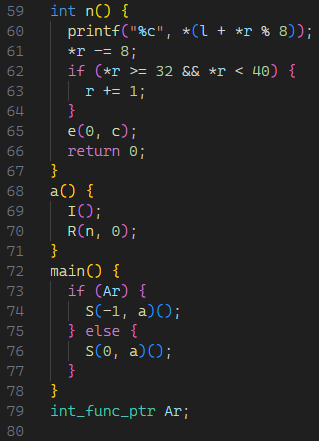 59 int n() {
60 printf("%c", *(l + *r % 8));
61 *r -= 8;
62 if (*r >= 32 && *r < 40) {
63 r += 1;
64 }
65 e(0, c);
66 return 0;
67 }
68 a() {
69 I();
70 R(n, 0);
71 }
72 main() {
73 if (Ar) {
74 S(-1, a)();
75 } else {
76 S(0, a)();
77 }
78 }
79 int_func_ptr Ar;
80